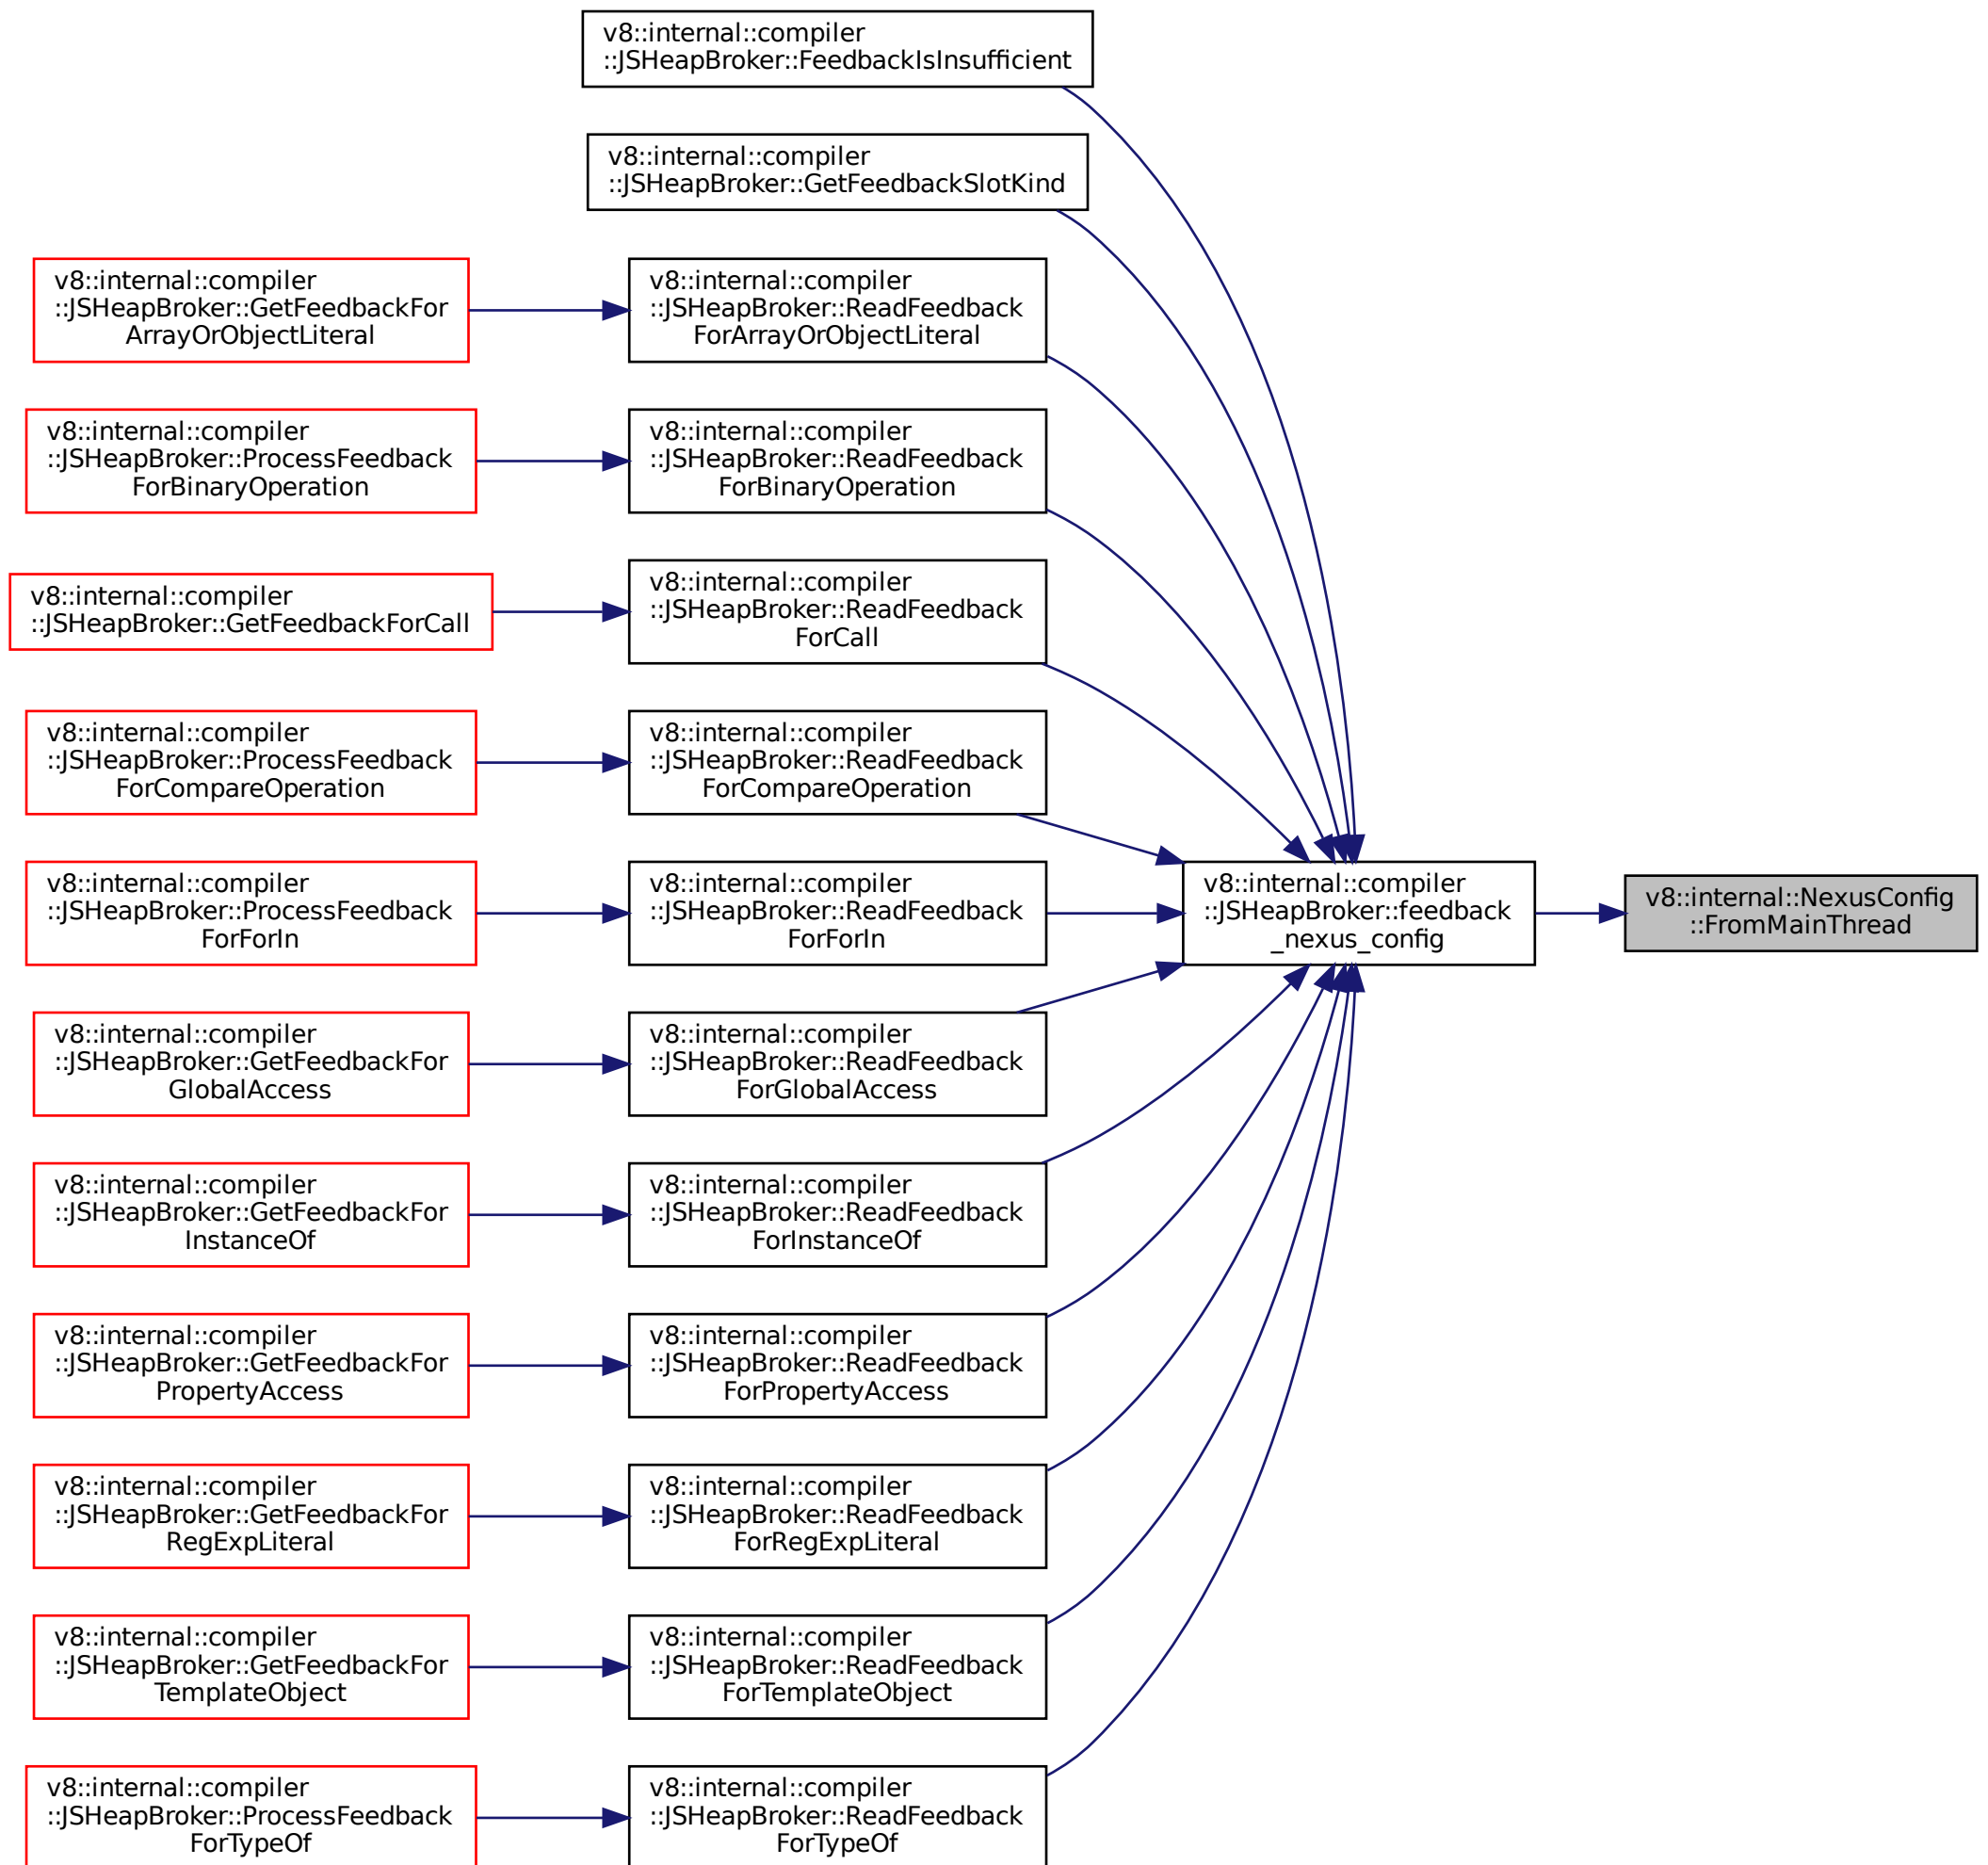 v8::internal::compiler
::JSHeapBroker::FeedbackIsInsufficient
v8::internal::compiler
::JSHeapBroker::GetFeedbackSlotKind
v8::internal::compiler
::JSHeapBroker::GetFeedbackFor
ArrayOrObjectLiteral
v8::internal::compiler
::JSHeapBroker::ReadFeedback
ForArrayOrObjectLiteral
v8::internal::compiler
::JSHeapBroker::ProcessFeedback
ForBinaryOperation
v8::internal::compiler
::JSHeapBroker::ReadFeedback
ForBinaryOperation
v8::internal::compiler
::JSHeapBroker::GetFeedbackForCall
v8::internal::compiler
::JSHeapBroker::ReadFeedback
ForCall
v8::internal::compiler
::JSHeapBroker::ProcessFeedback
ForCompareOperation
v8::internal::compiler
::JSHeapBroker::ReadFeedback
ForCompareOperation
v8::internal::compiler
::JSHeapBroker::ProcessFeedback
ForForIn
v8::internal::compiler
::JSHeapBroker::ReadFeedback
ForForIn
v8::internal::compiler
::JSHeapBroker::feedback
_nexus_config
v8::internal::NexusConfig
::FromMainThread
v8::internal::compiler
::JSHeapBroker::GetFeedbackFor
GlobalAccess
v8::internal::compiler
::JSHeapBroker::ReadFeedback
ForGlobalAccess
v8::internal::compiler
::JSHeapBroker::GetFeedbackFor
InstanceOf
v8::internal::compiler
::JSHeapBroker::ReadFeedback
ForInstanceOf
v8::internal::compiler
::JSHeapBroker::GetFeedbackFor
PropertyAccess
v8::internal::compiler
::JSHeapBroker::ReadFeedback
ForPropertyAccess
v8::internal::compiler
::JSHeapBroker::GetFeedbackFor
RegExpLiteral
v8::internal::compiler
::JSHeapBroker::ReadFeedback
ForRegExpLiteral
v8::internal::compiler
::JSHeapBroker::GetFeedbackFor
TemplateObject
v8::internal::compiler
::JSHeapBroker::ReadFeedback
ForTemplateObject
v8::internal::compiler
::JSHeapBroker::ProcessFeedback
ForTypeOf
v8::internal::compiler
::JSHeapBroker::ReadFeedback
ForTypeOf